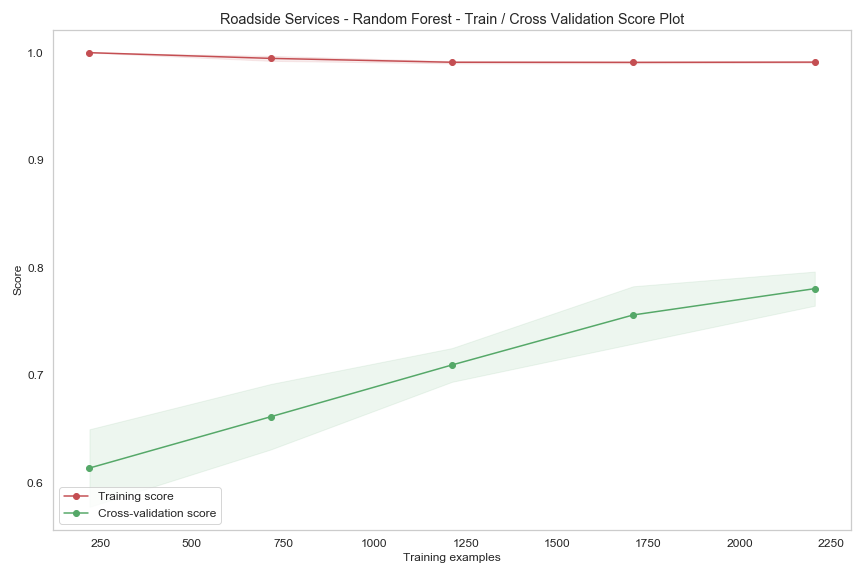 Roadside Services - Random Forest - Train / Cross Validation Score Plot
1.0
0.9
0.8
0.7
0.6
Score
Training score
Cross-validation score
250 500 750 1000 1250 1500 1750 2000 2250
Training examples